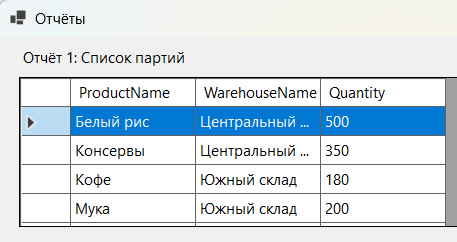 Отчёты
Отчёт 1: Список партий
ProductName WarehouseName Quantity
Белый рис Центральный ... 500
Консервы Центральный ... 350
Кофе Южный склад 180
Мука Южный склад 200